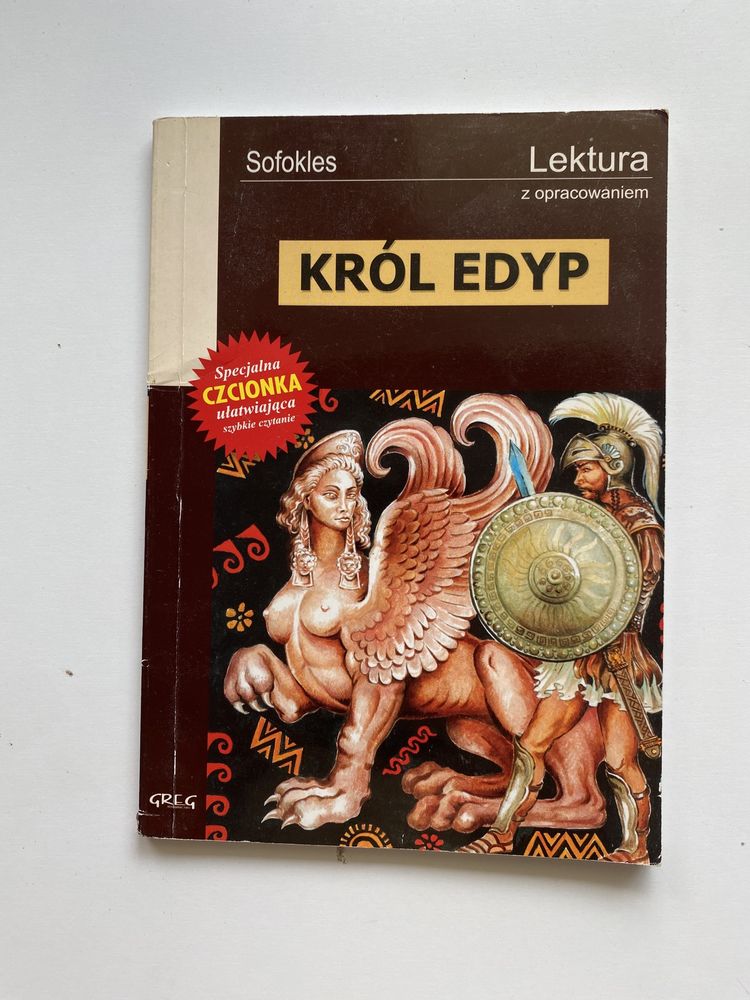 Sofokles
Lektura
z opracowaniem
KRÓL EDYP
Specjalna
CZCIONKA
ułatwiająca
szybkie czytanie
GREG